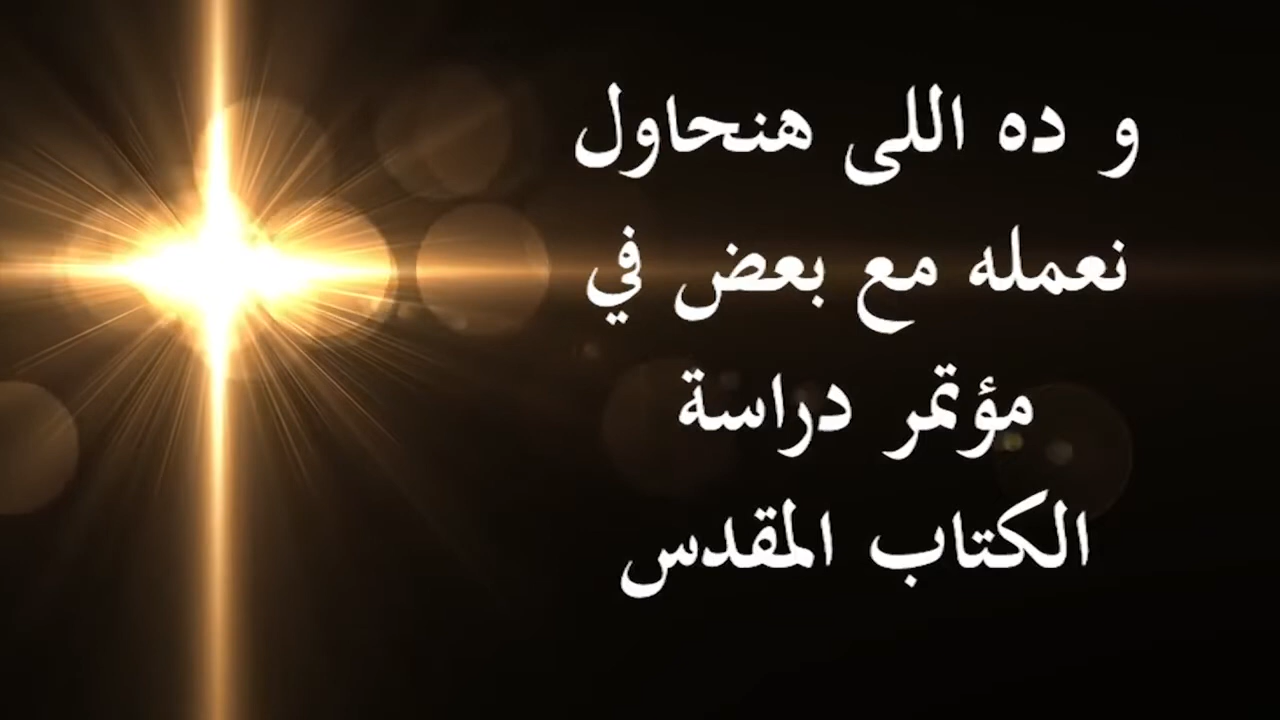 و ده اللى هنحاول
نعمله مع بعض في
مؤتمر دراسة
الكتاب المقدس